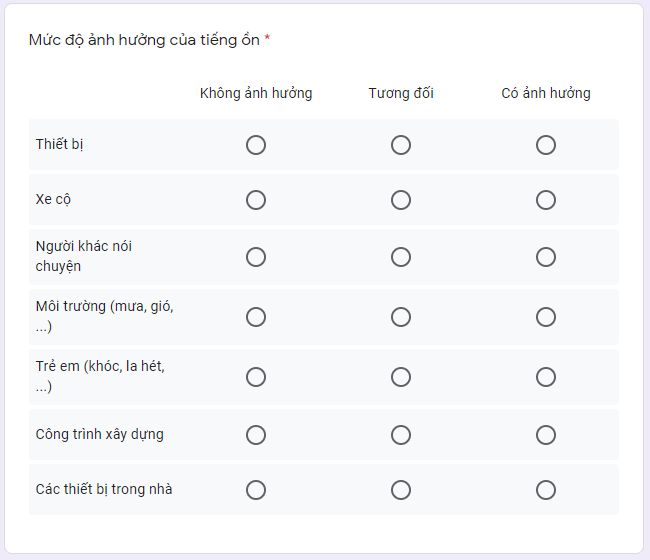 Mức độ ảnh hưởng của tiếng ồn *
Không ảnh hưởng Tương đối Có ảnh hưởng
Thiết bị
Xe cộ
Người khác nói
chuyện
Môi trường (mưa, gió,
...)
Trẻ em (khóc, la hét,
...)
Công trình xây dựng
Các thiết bị trong nhà